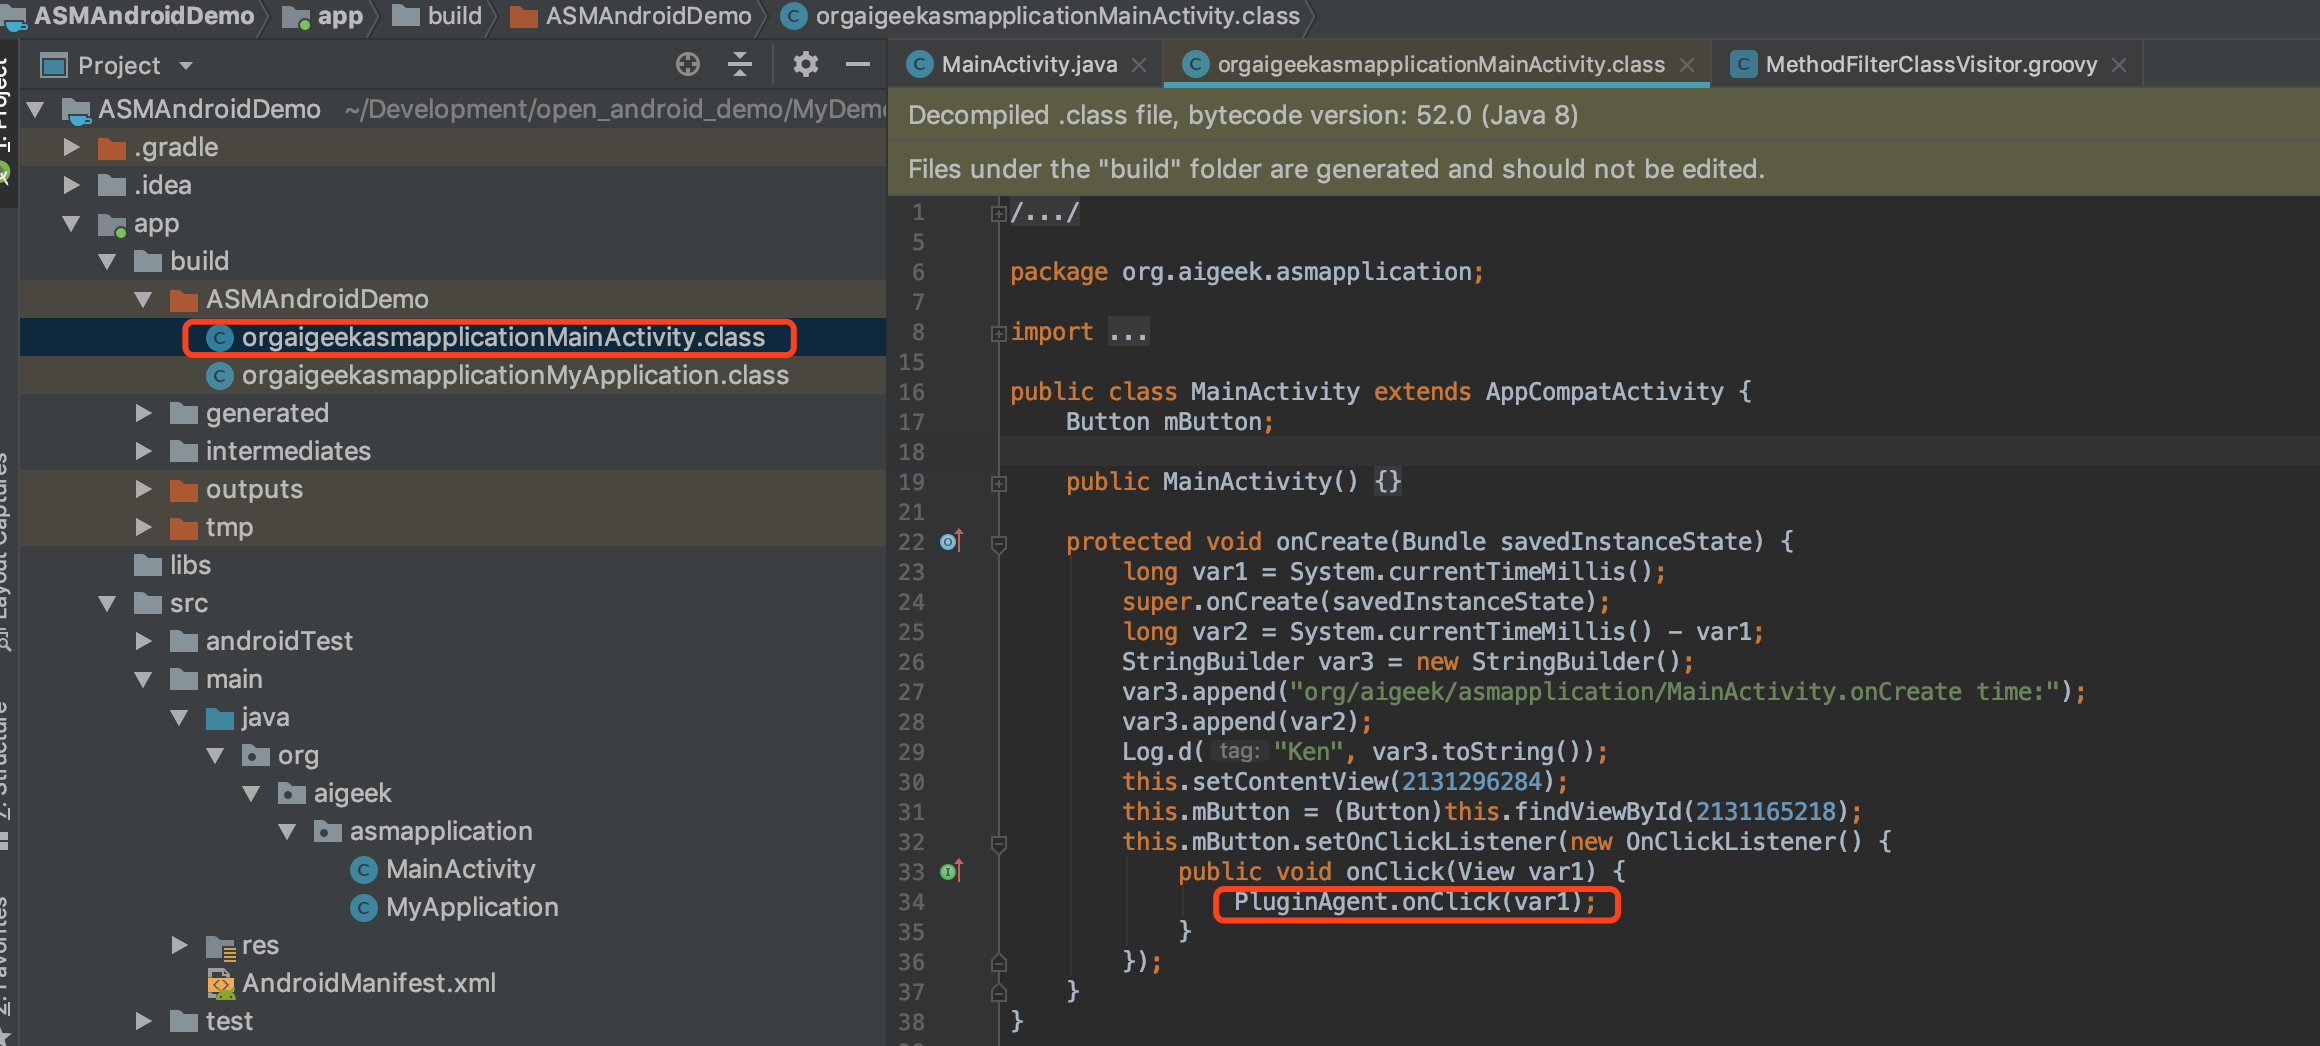 ASMAndroidDemo app build ASMAndroidDemo orgaigeekasmapplicationMainActivity.class
Project
MainActivity.java orgaigeekasmapplicationMainActivity.class MethodFilterClassVisitor.groovy
ASMAndroidDemo ~/Development/open_android_demo/MyDem
.gradle
.idea
app
build
ASMAndroidDemo
orgaigeekasmapplicationMainActivity.class
orgaigeekasmapplicationMyApplication.class
generated
intermediates
outputs
tmp
libs
src
androidTest
main
java
org
aigeek
asmapplication
MainActivity
MyApplication
res
AndroidManifest.xml
test
Decompiled .class file, bytecode version: 52.0 (Java 8)
Files under the "build" folder are generated and should not be edited.
1 /.../
5
6 package org.aigeek.asmapplication;
7
8 import ...
15
16 public class MainActivity extends AppCompatActivity {
17 Button mButton;
18
19 public MainActivity() {}
21
22 protected void onCreate(Bundle savedInstanceState) {
23 long var1 = System.currentTimeMillis();
24 super.onCreate(savedInstanceState);
25 long var2 = System.currentTimeMillis() - var1;
26 StringBuilder var3 = new StringBuilder();
27 var3.append("org/aigeek/asmapplication/MainActivity.onCreate time:");
28 var3.append(var2);
29 Log.d( tag: "Ken", var3.toString());
30 this.setContentView(2131296284);
31 this.mButton = (Button)this.findViewById(2131165218);
32 this.mButton.setOnClickListener(new OnClickListener() {
33 public void onClick(View var1) {
34 PluginAgent.onClick(var1);
35 }
36 });
37 }
38 }